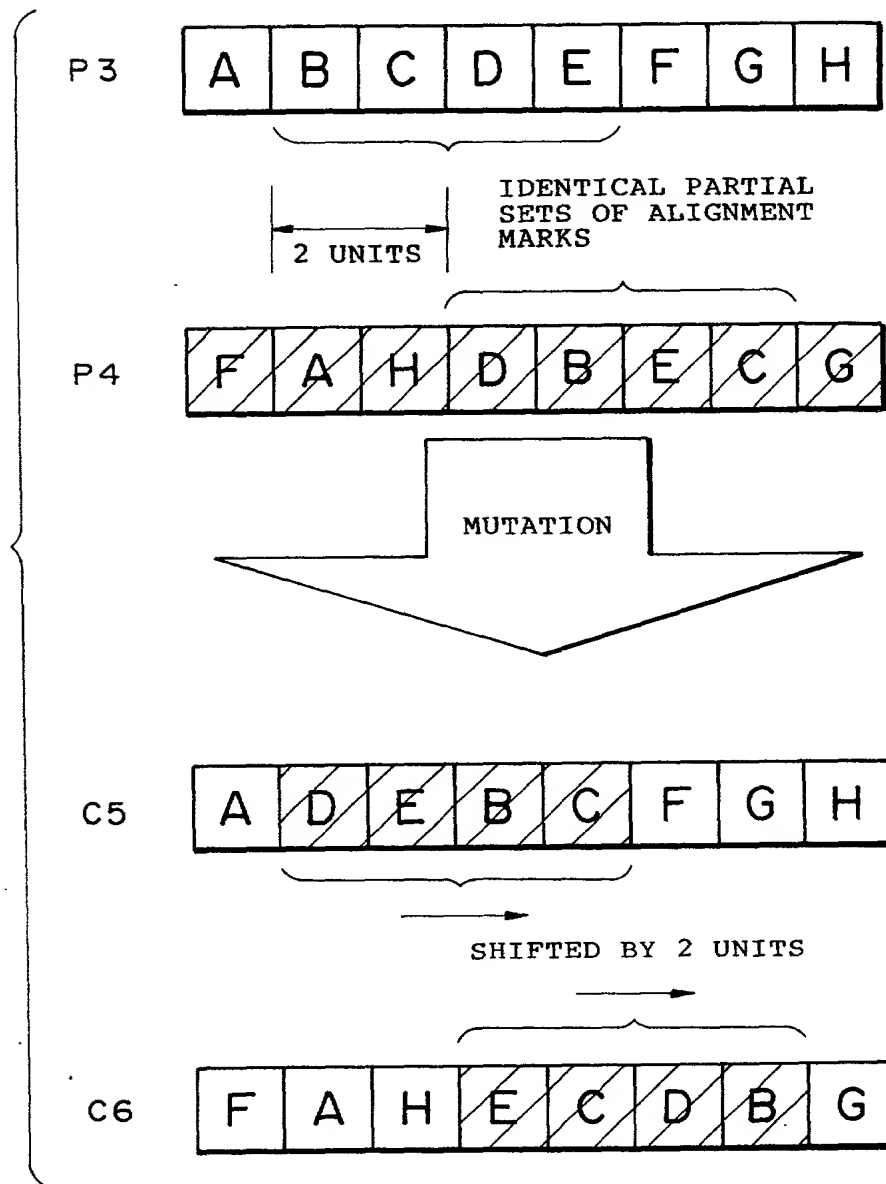 P3 A B C D E F G H
IDENTICAL PARTIAL
SETS OF ALIGNMENT
MARKS
2 UNITS
P4 F A H D B E C G
MUTATION
C5 A D E B C F G H
SHIFTED BY 2 UNITS
C6 F A H E C D B G